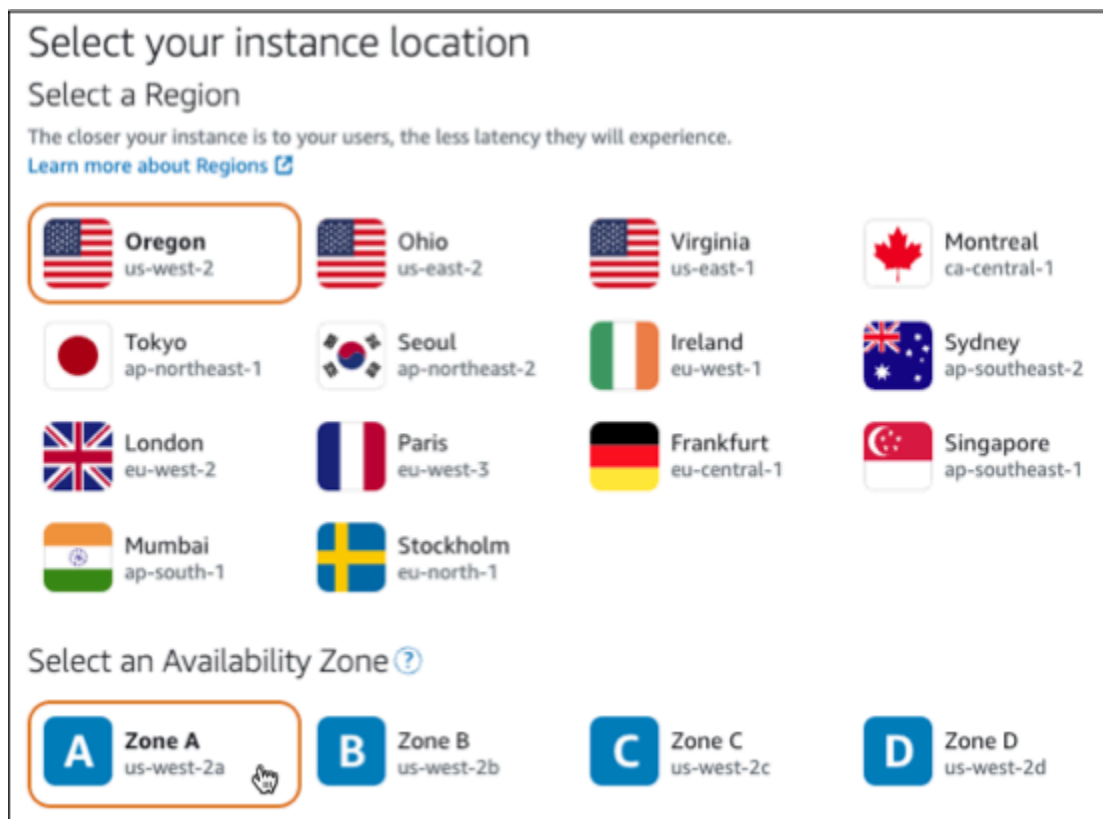 Select your instance location
Select a Region
The closer your instance is to your users, the less latency they will experience.
Learn more about Regions
Oregon
us-west-2
Ohio
us-east-2
Virginia
us-east-1
Montreal
ca-central-1
Tokyo
ap-northeast-1
Seoul
ap-northeast-2
Ireland
eu-west-1
Sydney
ap-southeast-2
London
eu-west-2
Paris
eu-west-3
Frankfurt
eu-central-1
Singapore
ap-southeast-1
Mumbai
ap-south-1
Stockholm
eu-north-1
Select an Availability Zone ?
A
Zone A
us-west-2a
B
Zone B
us-west-2b
C
Zone C
us-west-2c
D
Zone D
us-west-2d